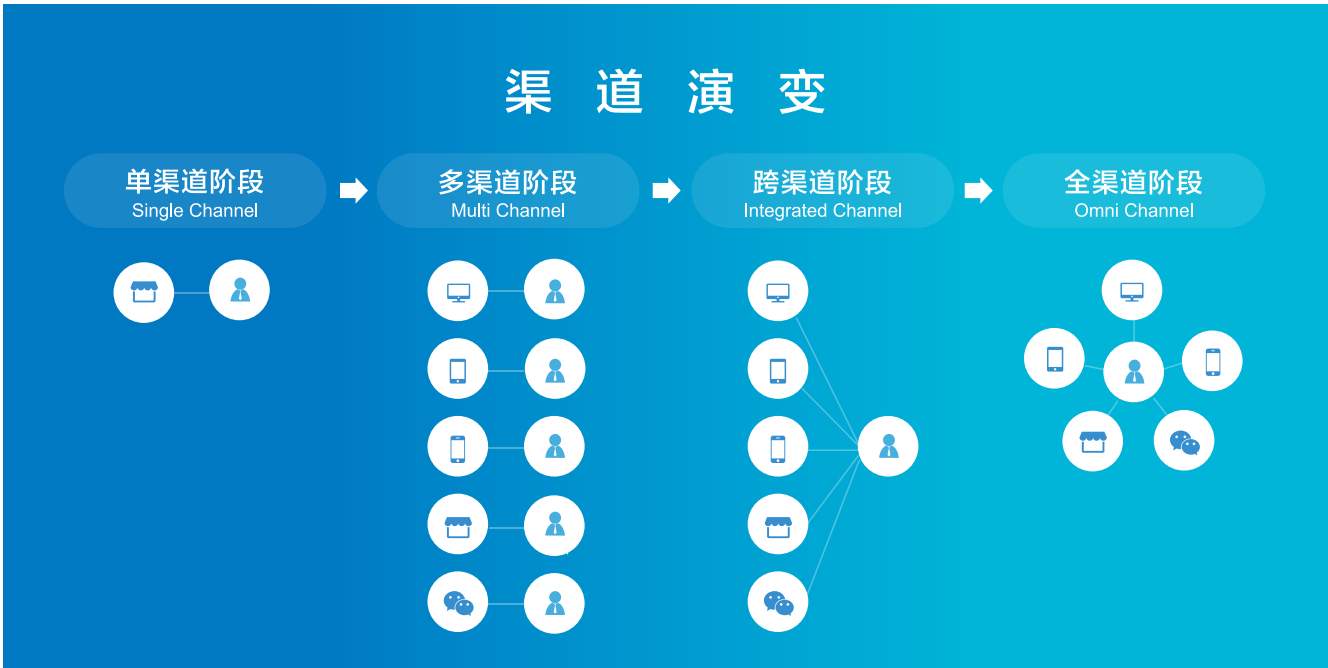 渠道演变
单渠道阶段
Single Channel
多渠道阶段
Multi Channel
跨渠道阶段
Integrated Channel
全渠道阶段
Omni Channel